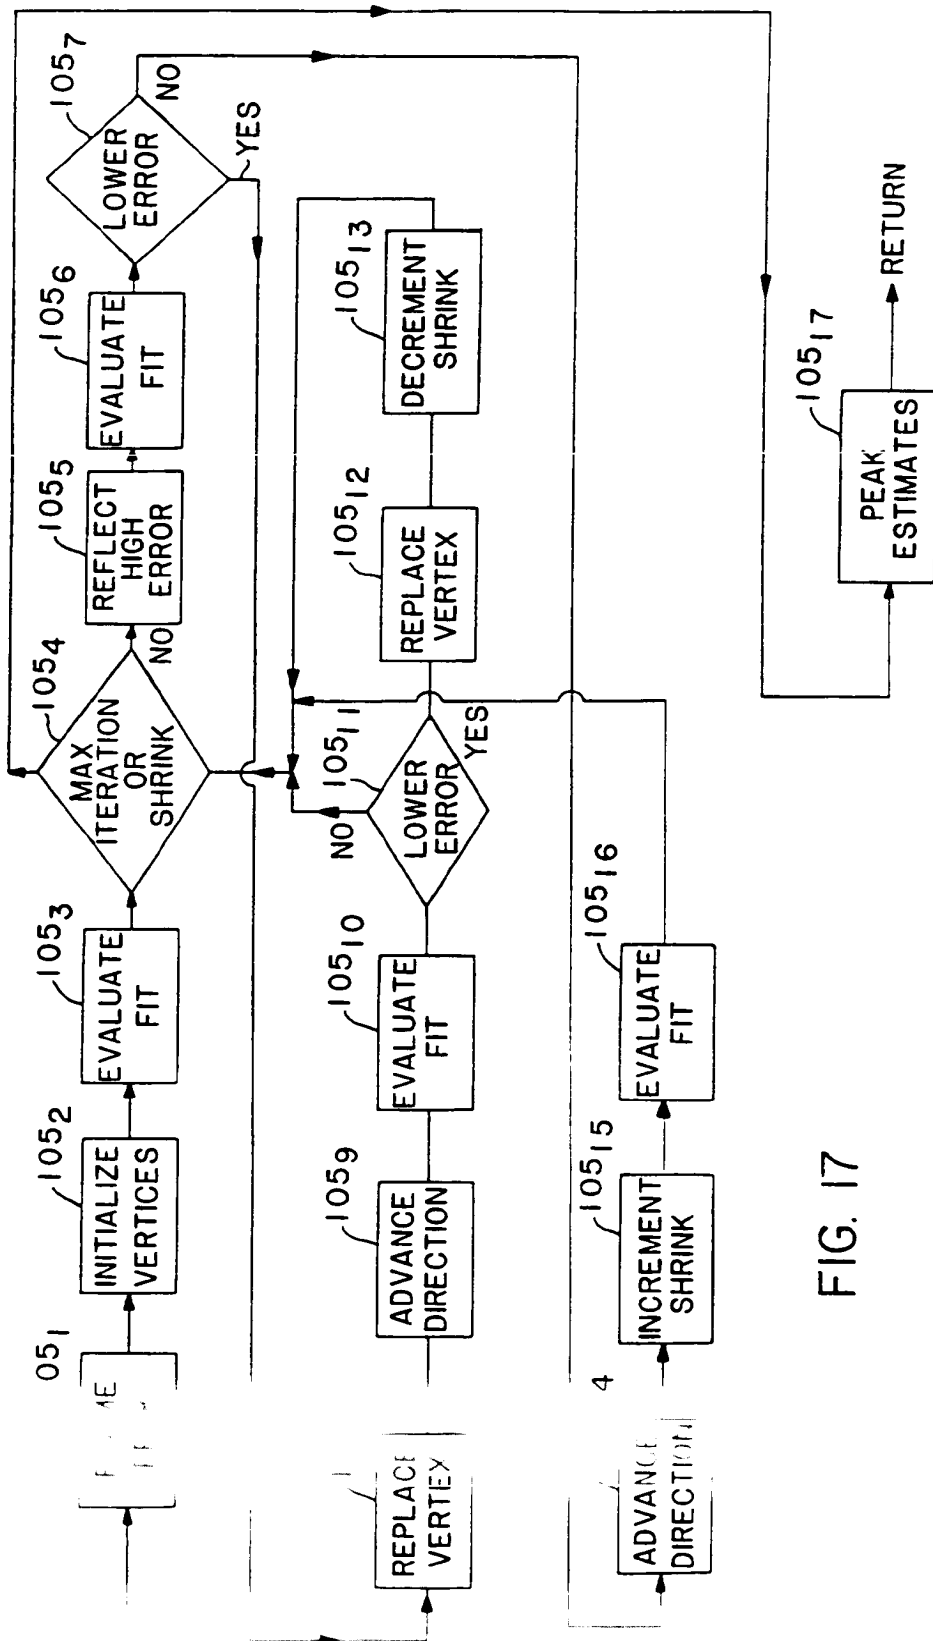 105₂
INITIALIZE
VERTICES
105₃
EVALUATE
FIT
105₄
MAX
ITERATION
OR
SHRINK
NO
105₅
REFLECT
HIGH
ERROR
105₆
EVALUATE
FIT
105₇
LOWER
ERROR
NO
YES
REPLACE
VERTEX
105₉
ADVANCE
DIRECTION
105₁₀
EVALUATE
FIT
105₁₁
LOWER
ERROR
NO
YES
105₁₂
REPLACE
VERTEX
105₁₃
DECREMENT
SHRINK
4
ADVANCE
DIRECTION
105₁₅
INCREMENT
SHRINK
105₁₆
EVALUATE
FIT
105₁₇
PEAK
ESTIMATES
RETURN
FIG. 17